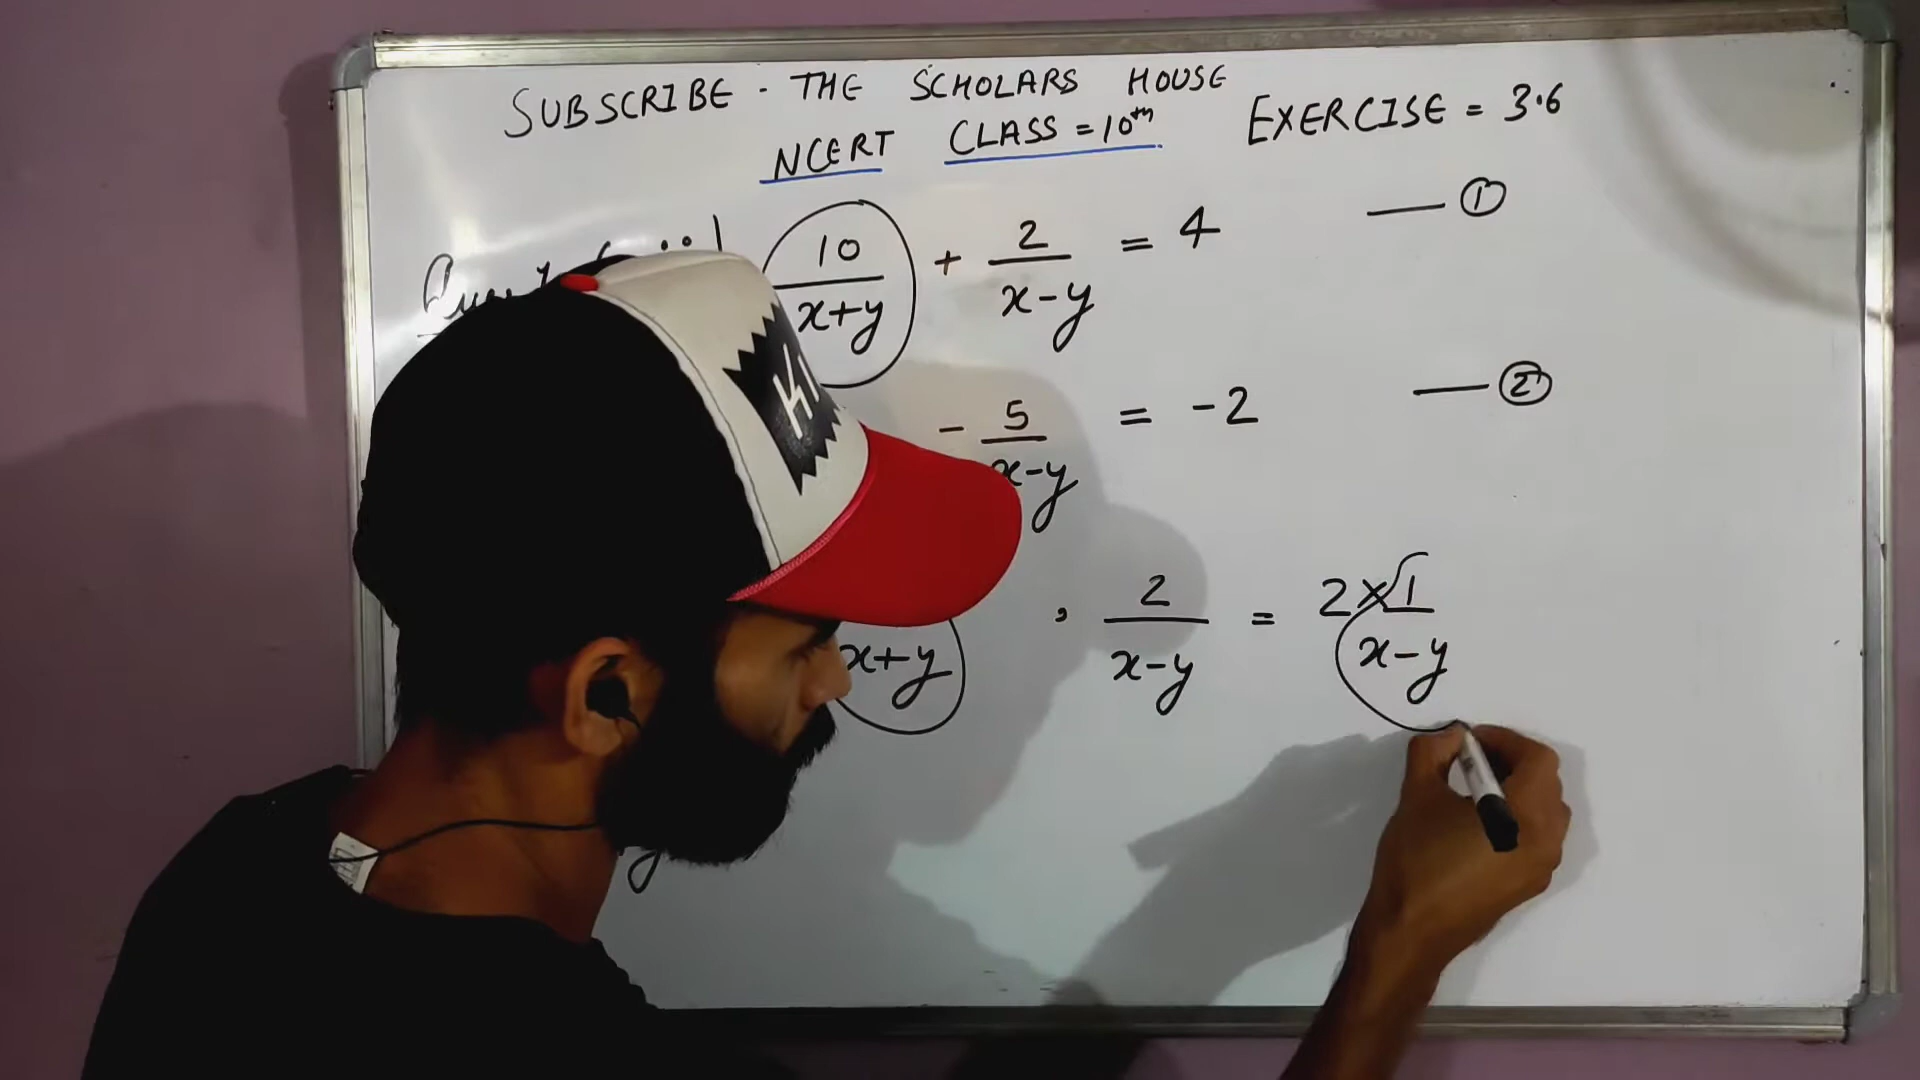 SUBSCRIBE - THE SCHOLARS HOUSE
NCERT CLASS = 10th EXERCISE = 3.6
10/x+y + 2/x-y = 4 — ①
- 5/x-y = -2 — ②
x+y , 2/x-y = 2×1/x-y
y